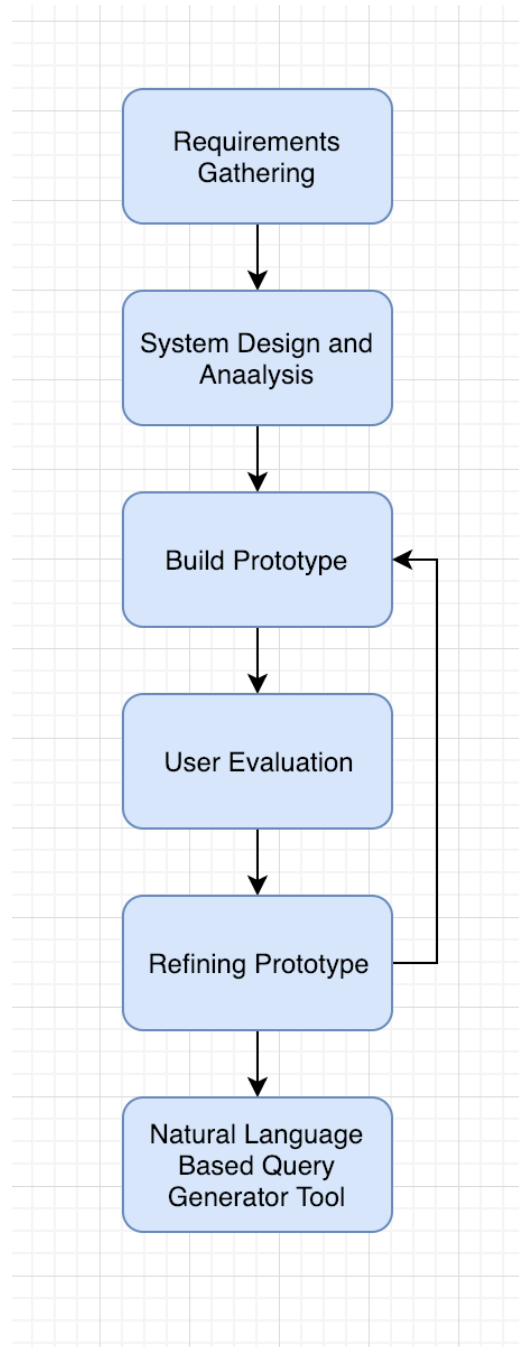 Requirements
Gathering
System Design and
Anaalysis
Build Prototype
User Evaluation
Refining Prototype
Natural Language
Based Query
Generator Tool